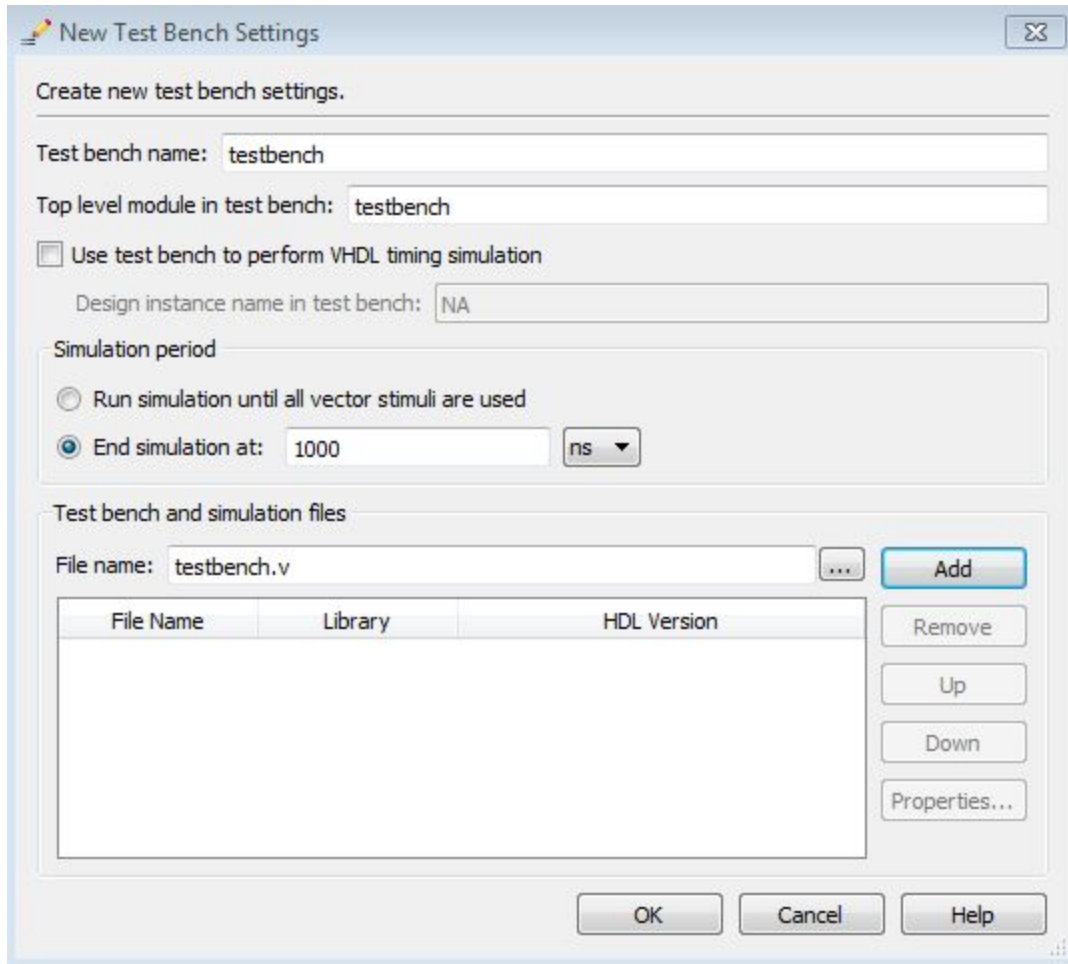 New Test Bench Settings
Create new test bench settings.
Test bench name: testbench
Top level module in test bench: testbench
Use test bench to perform VHDL timing simulation
Design instance name in test bench: NA
Simulation period
Run simulation until all vector stimuli are used
End simulation at: 1000 ns
Test bench and simulation files
File name: testbench.v ... Add
File Name Library HDL Version
Remove
Up
Down
Properties...
OK Cancel Help